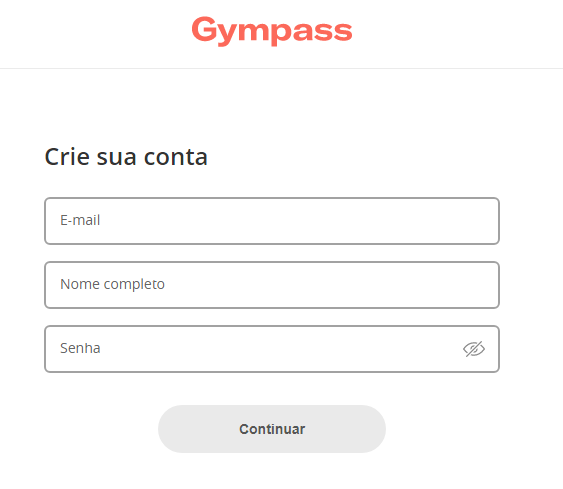 Gympass
Crie sua conta
E-mail
Nome completo
Senha
Continuar